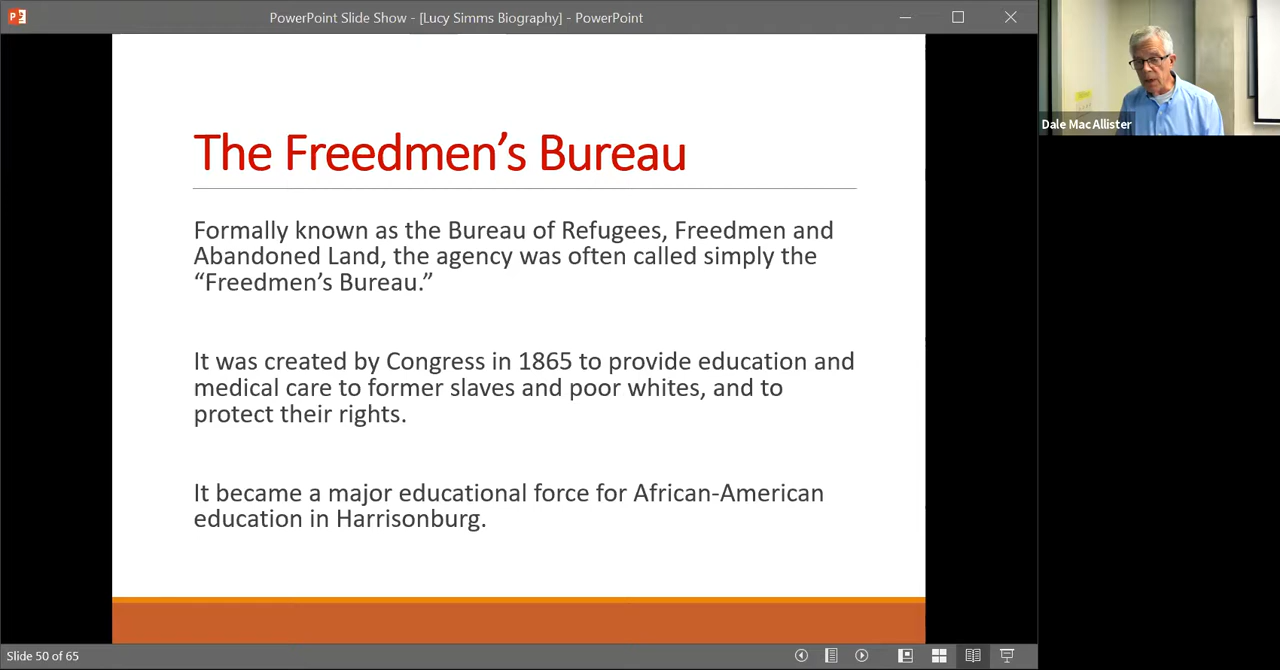 PowerPoint Slide Show - [Lucy Simms Biography] - PowerPoint
Dale Mac Allister
The Freedmen’s Bureau
Formally known as the Bureau of Refugees, Freedmen and
Abandoned Land, the agency was often called simply the
“Freedmen’s Bureau.”
It was created by Congress in 1865 to provide education and
medical care to former slaves and poor whites, and to
protect their rights.
It became a major educational force for African-American
education in Harrisonburg.
Slide 50 of 65